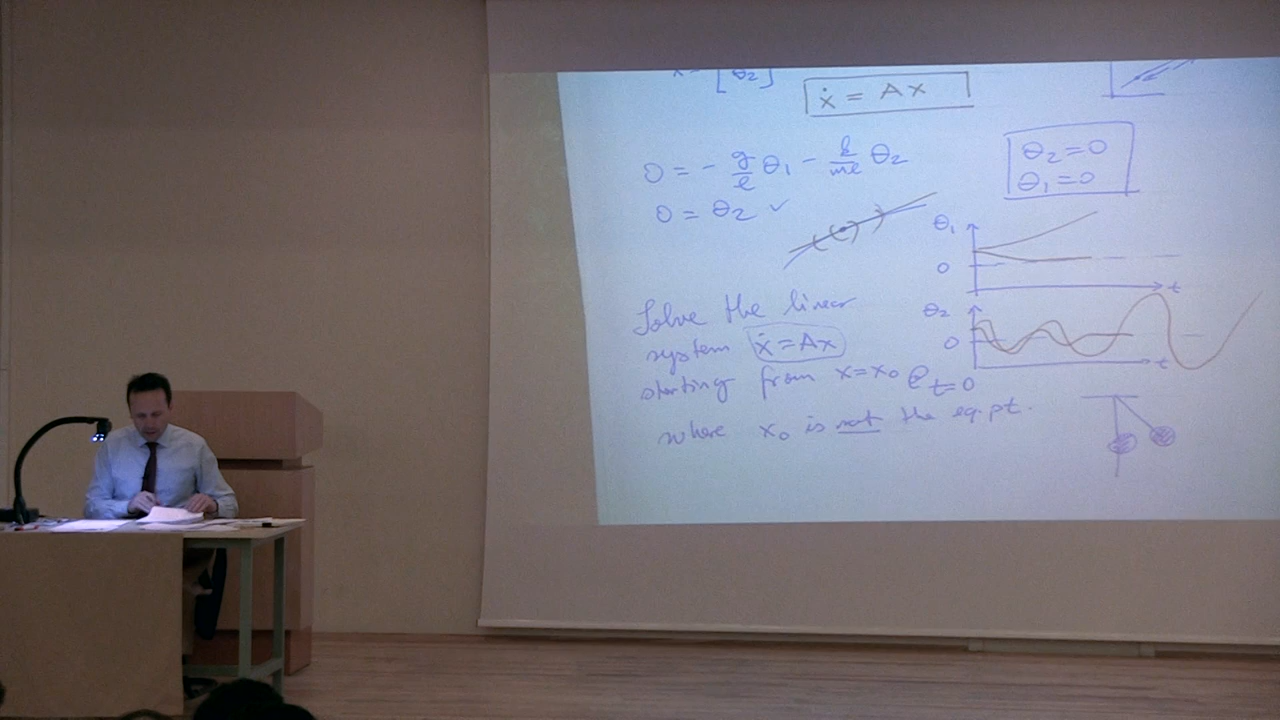 x = [θ₂]
ẋ = Ax
0 = - g/l θ₁ - k/ml θ₂
0 = θ₂ ✓
θ₂ = 0
θ₁ = 0
θ₁
0
t
θ₂
0
t
Solve the linear
system ẋ = Ax
starting from x = x₀ @ t=0
where x₀ is not the eq. pt.